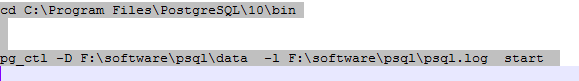 cd C:\Program Files\PostgreSQL\10\bin
pg_ctl -D F:\software\psql\data  -l F:\software\psql\psql.log  start